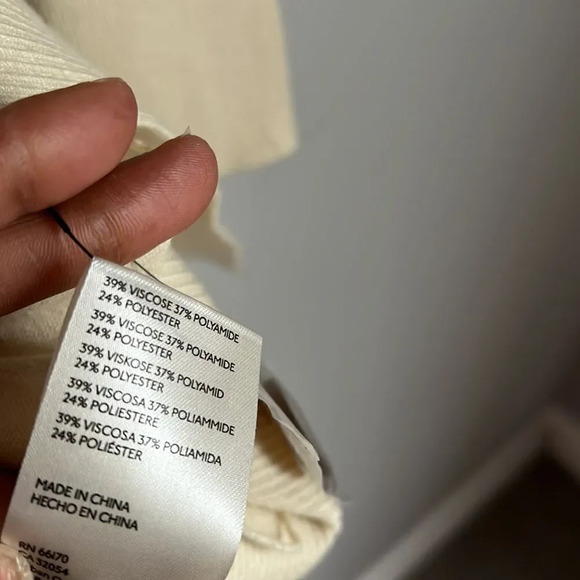 39% VISCOSE 37% POLYAMIDE
24% POLYESTER
39% VISCOSE 37% POLYAMIDE
24% POLYESTER
39% VISKOSE 37% POLYAMID
24% POLYESTER
39% VISCOSA 37% POLIAMMIDE
24% POLIESTERE
39% VISCOSA 37% POLIAMIDA
24% POLIÉSTER
MADE IN CHINA
HECHO EN CHINA
RN 66170
CA 32054